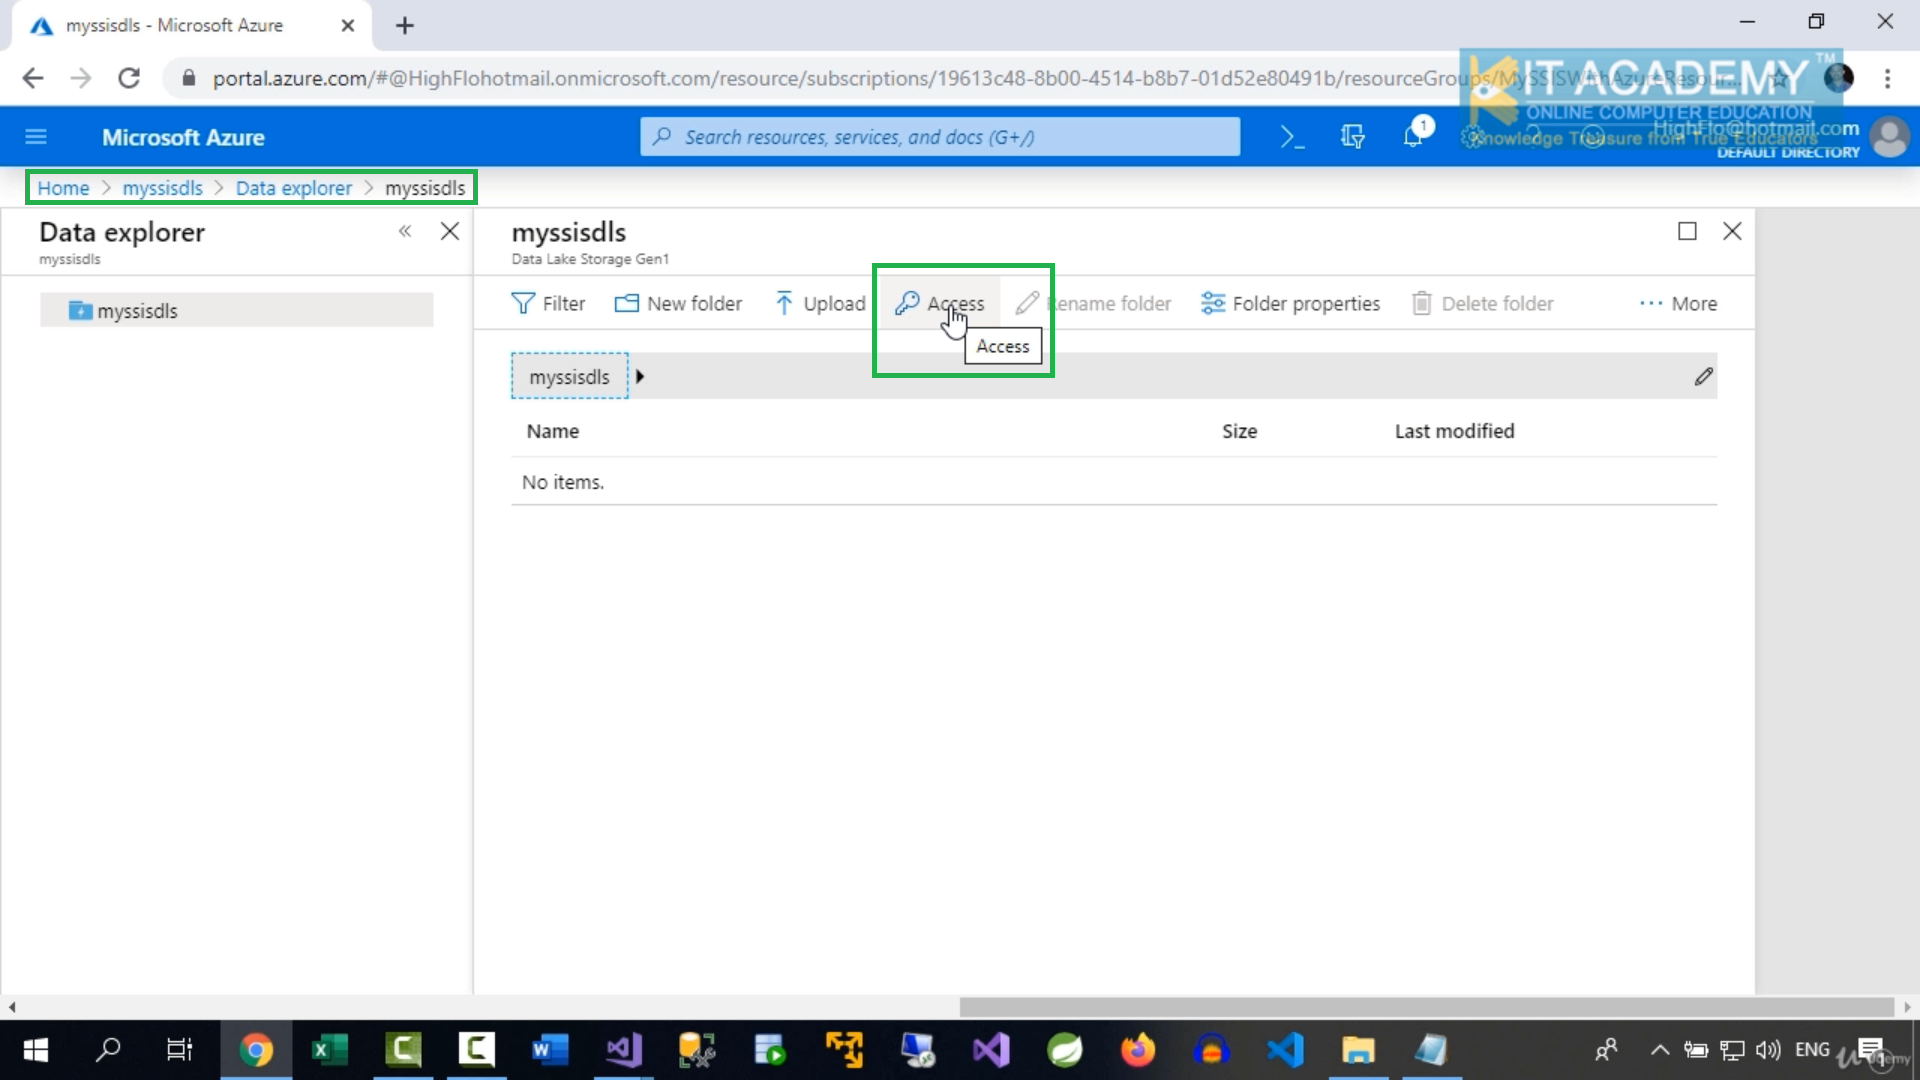 myssisdls - Microsoft Azure
portal.azure.com/#@HighFlohotmail.onmicrosoft.com/resource/subscriptions/19613c48-8b00-4514-b8b7-01d52e80491b/resourceGroups/MySSISWithAzureResour...
IT ACADEMY TM
ONLINE COMPUTER EDUCATION
Knowledge Treasure from True Educators
Microsoft Azure
Search resources, services, and docs (G+/)
1
HighFlo@hotmail.com
DEFAULT DIRECTORY
Home > myssisdls > Data explorer > myssisdls
Data explorer
myssisdls
myssisdls
myssisdls
Data Lake Storage Gen1
Filter New folder Upload Access Rename folder Folder properties Delete folder ... More
Access
myssisdls
Name Size Last modified
No items.
ENG
udemy